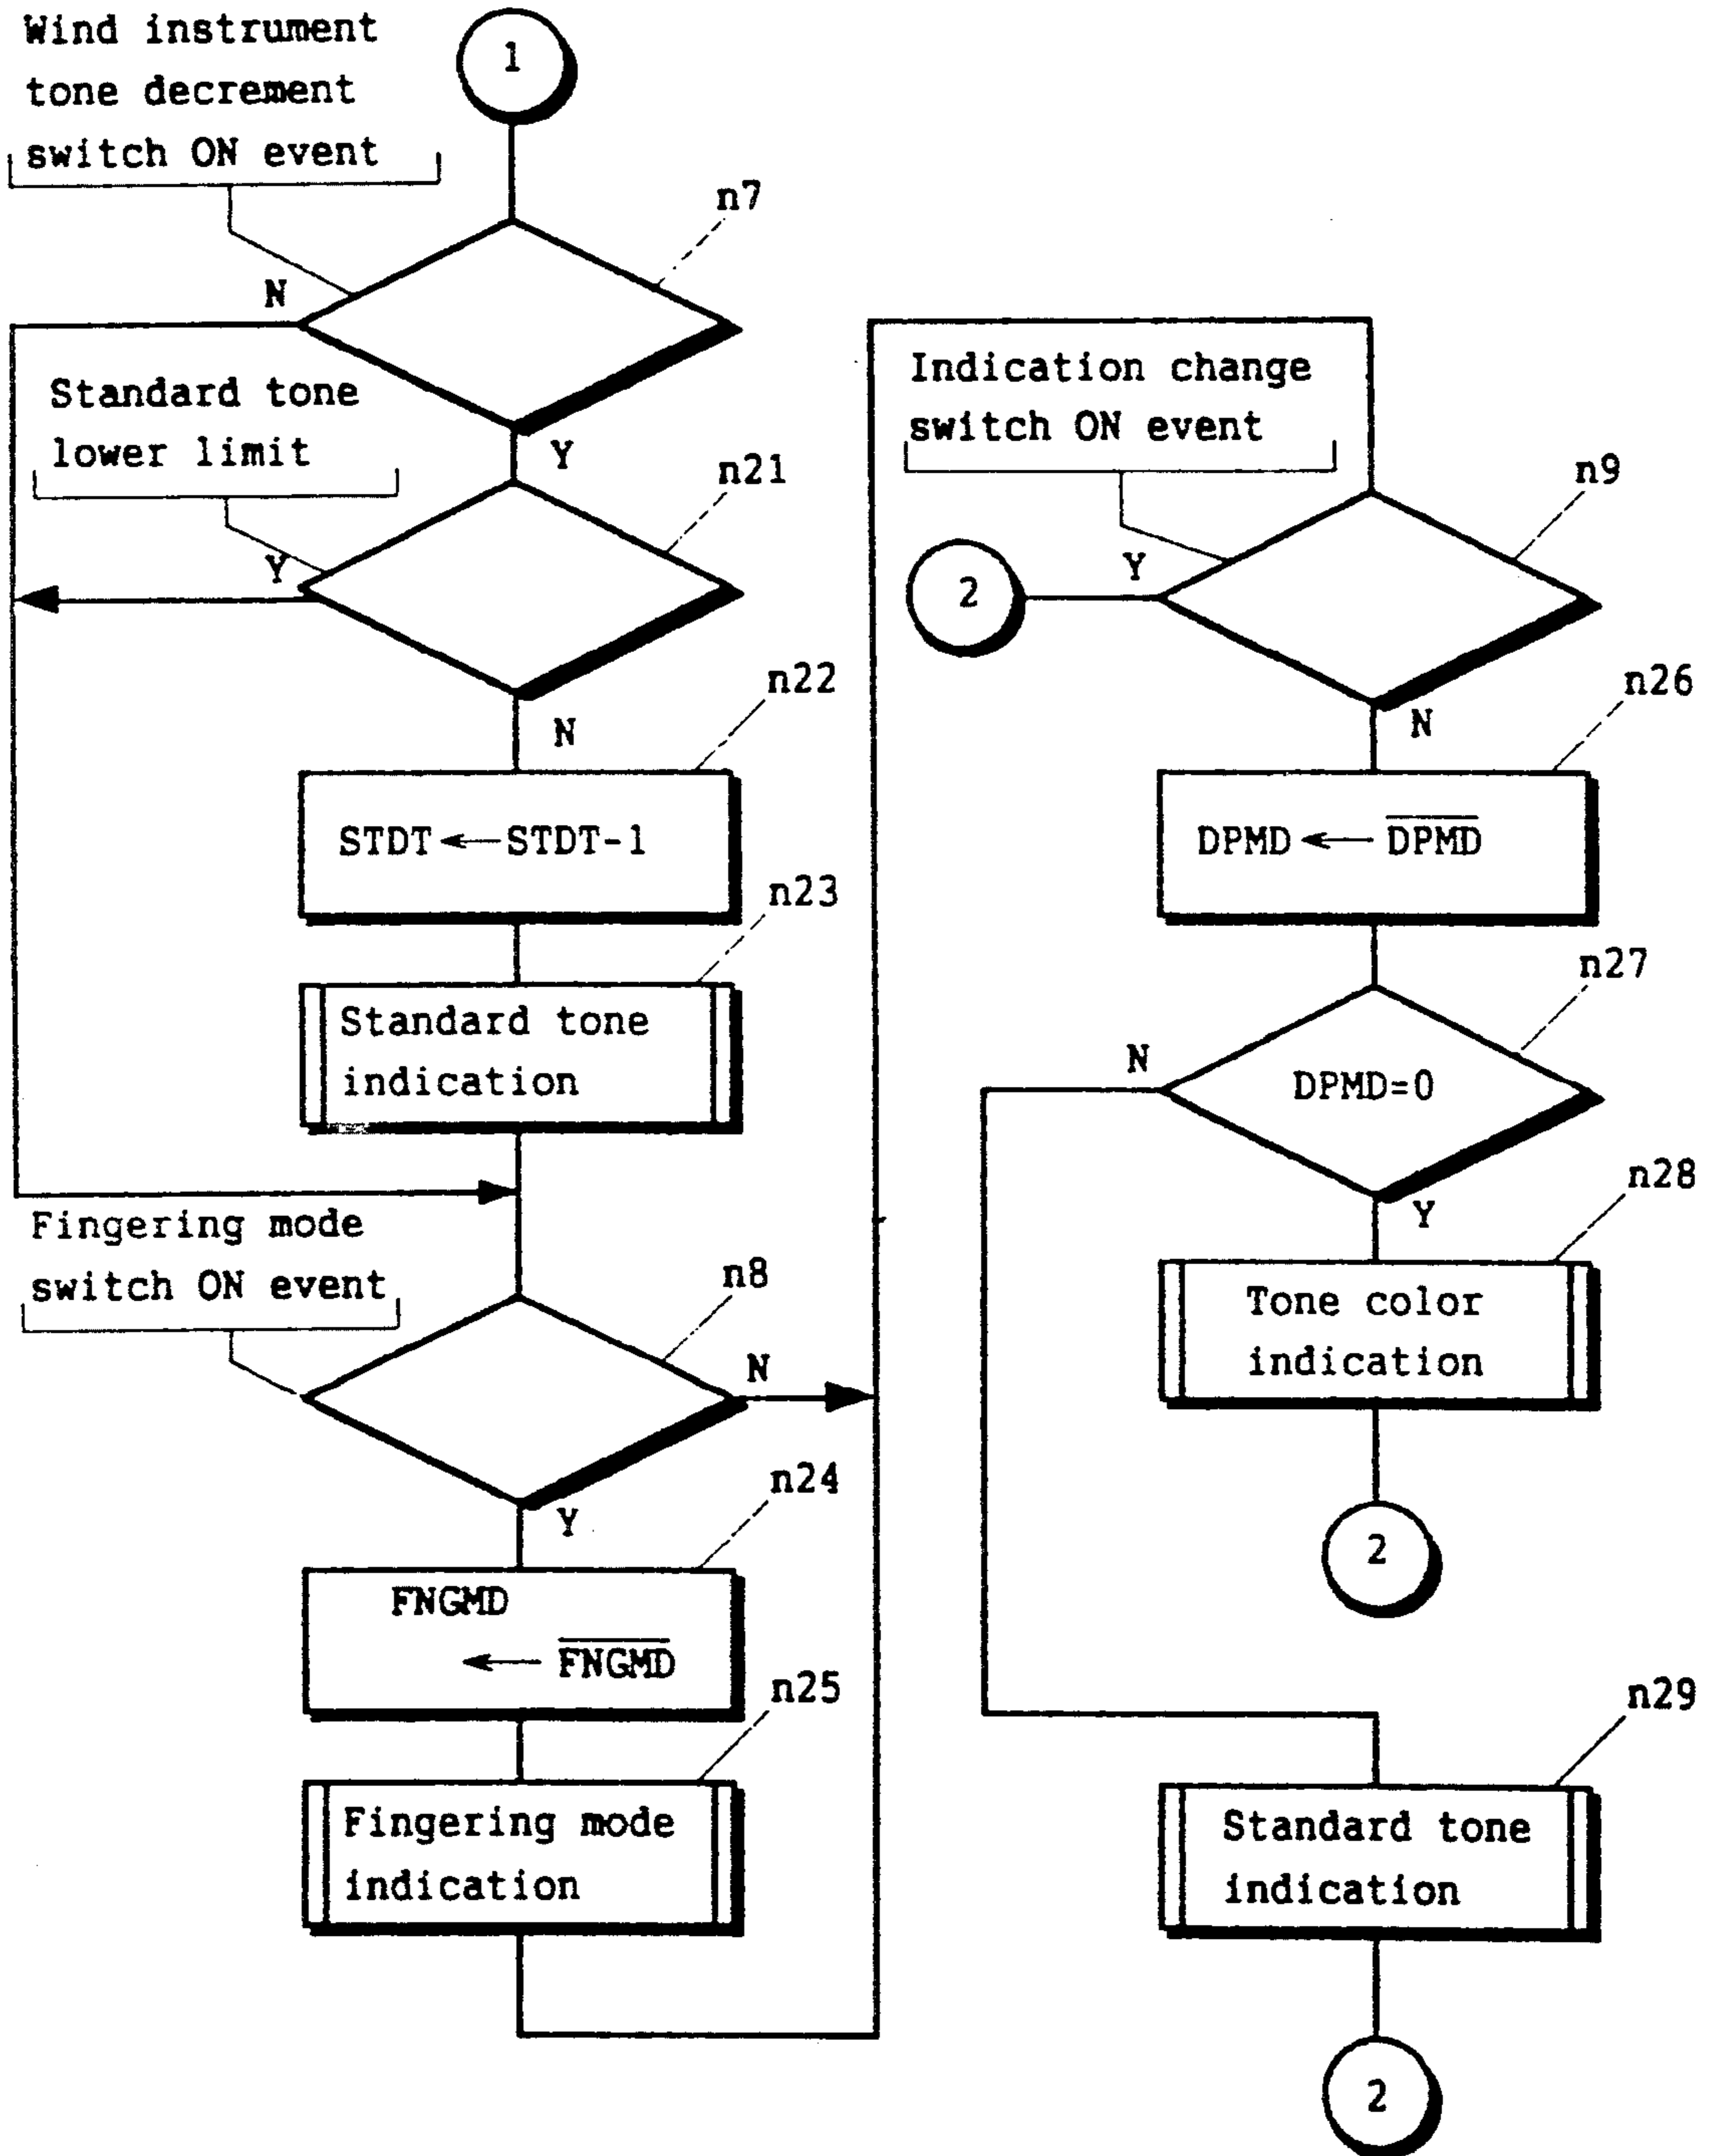 Wind instrument
tone decrement
switch ON event
1
n7
N
Y
Standard tone
lower limit
n21
Y
N
n22
STDT ← STDT-1
n23
Standard tone
indication
Fingering mode
switch ON event
n8
N
Y
n24
FNGMD
← F̅N̅G̅M̅D̅
n25
Fingering mode
indication
Indication change
switch ON event
n9
2
Y
N
n26
DPMD ← D̅P̅M̅D̅
n27
N
DPMD=0
Y
n28
Tone color
indication
2
n29
Standard tone
indication
2